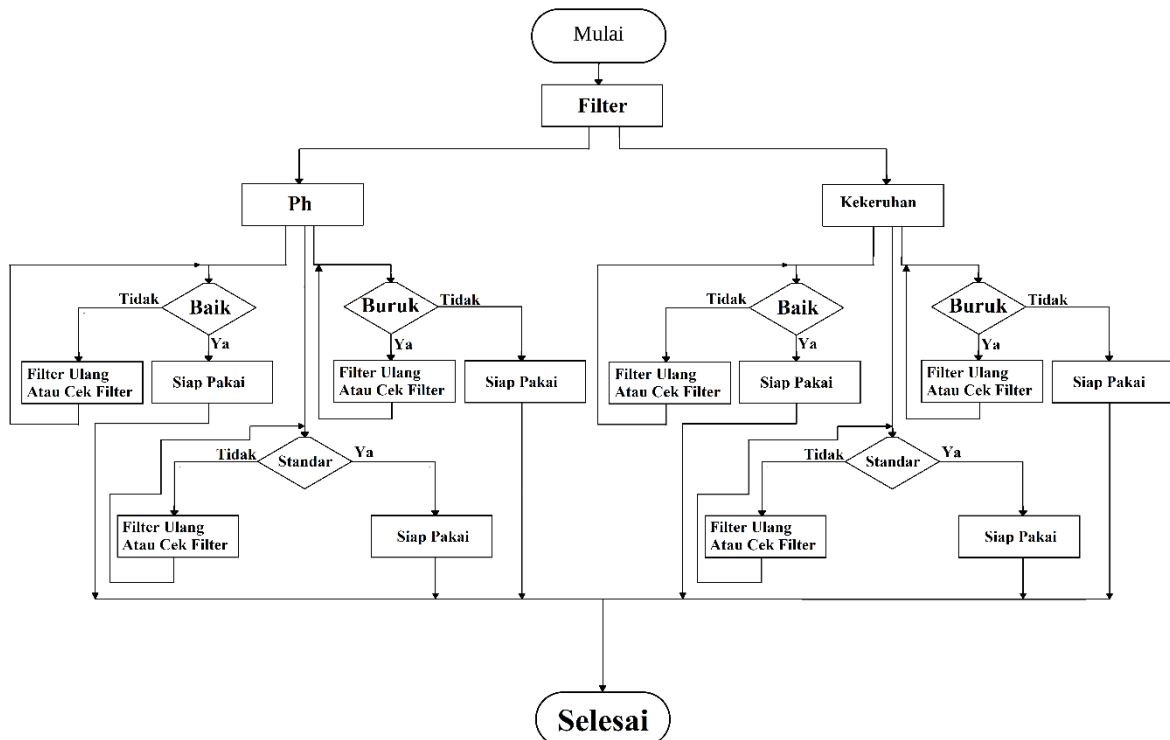 Mulai
Filter
Ph
Kekeruhan
Tidak
Baik
Buruk
Tidak
Ya
Ya
Filter Ulang
Atau Cek Filter
Siap Pakai
Filter Ulang
Atau Cek Filter
Siap Pakai
Tidak
Standar
Ya
Filter Ulang
Atau Cek Filter
Siap Pakai
Tidak
Baik
Buruk
Tidak
Ya
Ya
Filter Ulang
Atau Cek Filter
Siap Pakai
Filter Ulang
Atau Cek Filter
Siap Pakai
Tidak
Standar
Ya
Filter Ulang
Atau Cek Filter
Siap Pakai
Selesai